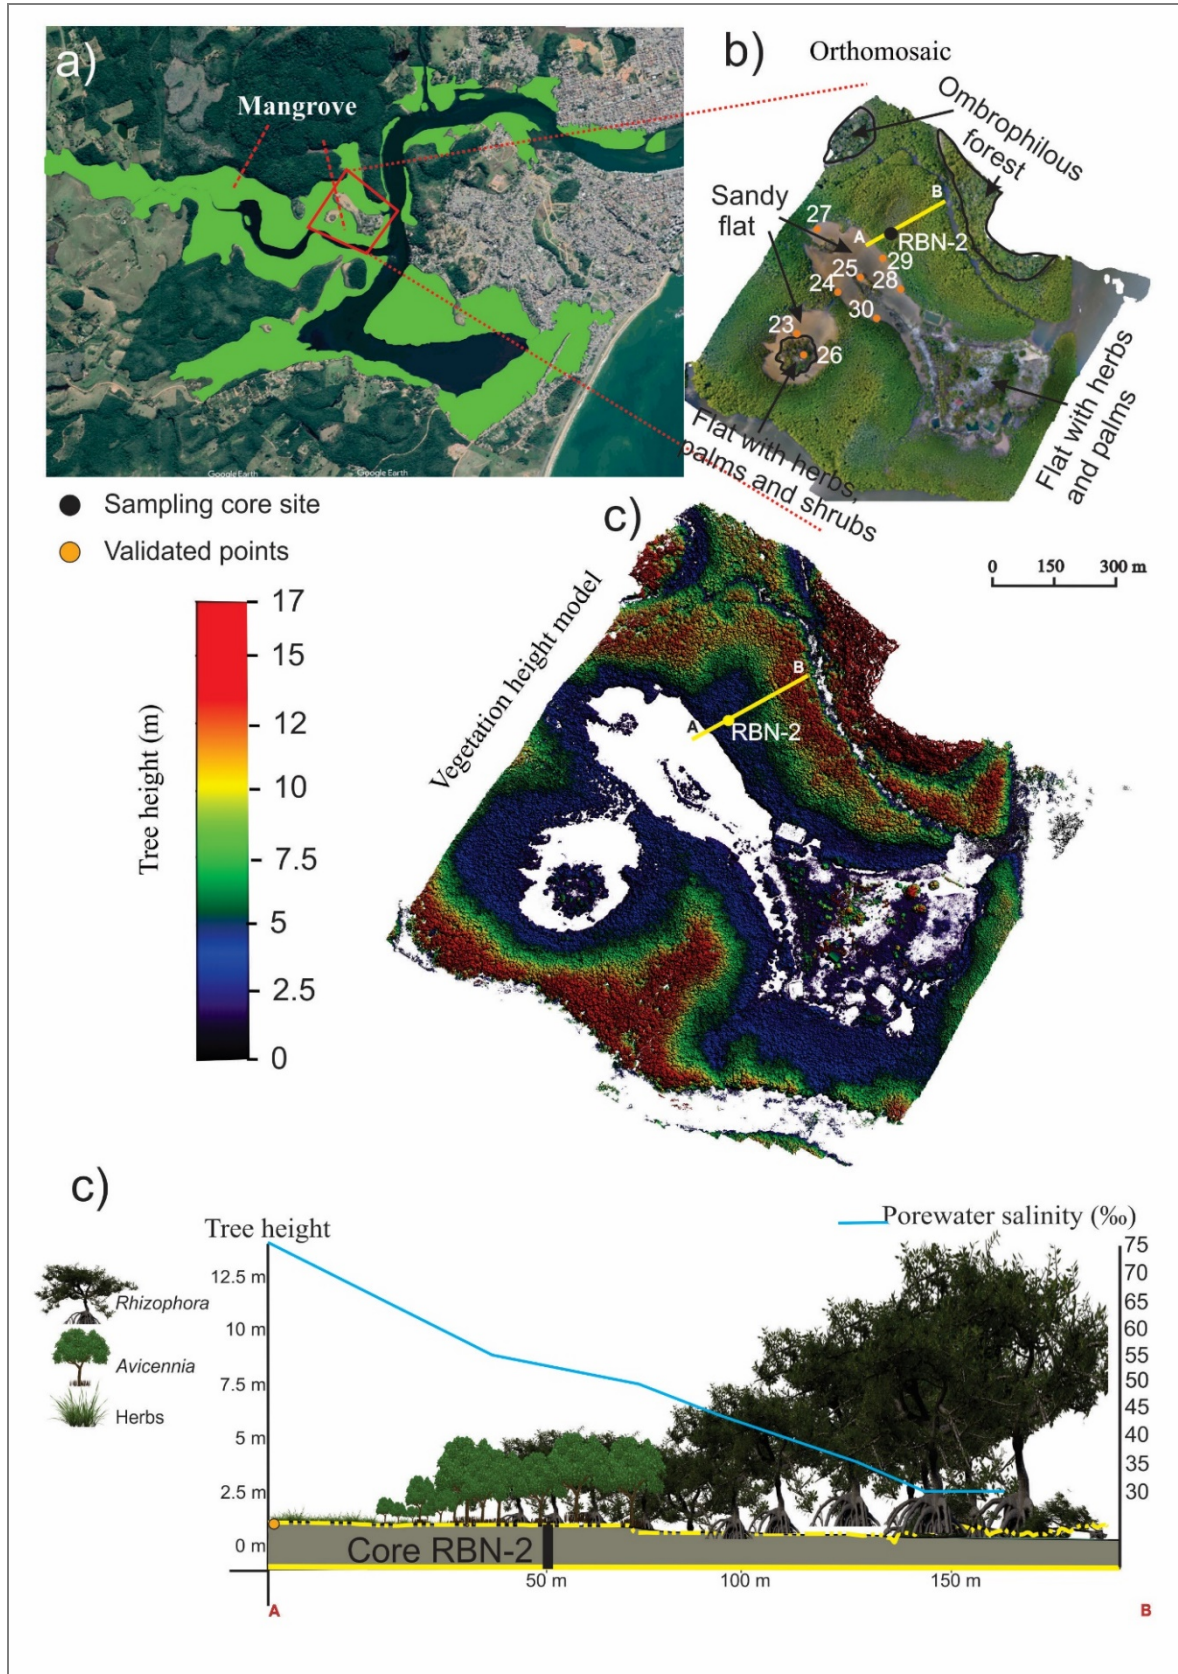 a)
Mangrove
Google Earth
Google Earth
b)
Orthomosaic
Ombrophilous
forest
Sandy
flat
27
A
B
RBN-2
29
25
28
24
30
23
26
Flat with herbs,
palms and shrubs
Flat with herbs
and palms
Sampling core site
Validated points
c)
0 150 300 m
Vegetation height model
Tree height (m)
17
15
12
10
7.5
5
2.5
0
A
B
RBN-2
c)
Tree height
Porewater salinity (‰)
Rhizophora
Avicennia
Herbs
12.5 m
10 m
7.5 m
5 m
2.5 m
0 m
75
70
65
60
55
50
45
40
35
30
Core RBN-2
50 m
100 m
150 m
A
B